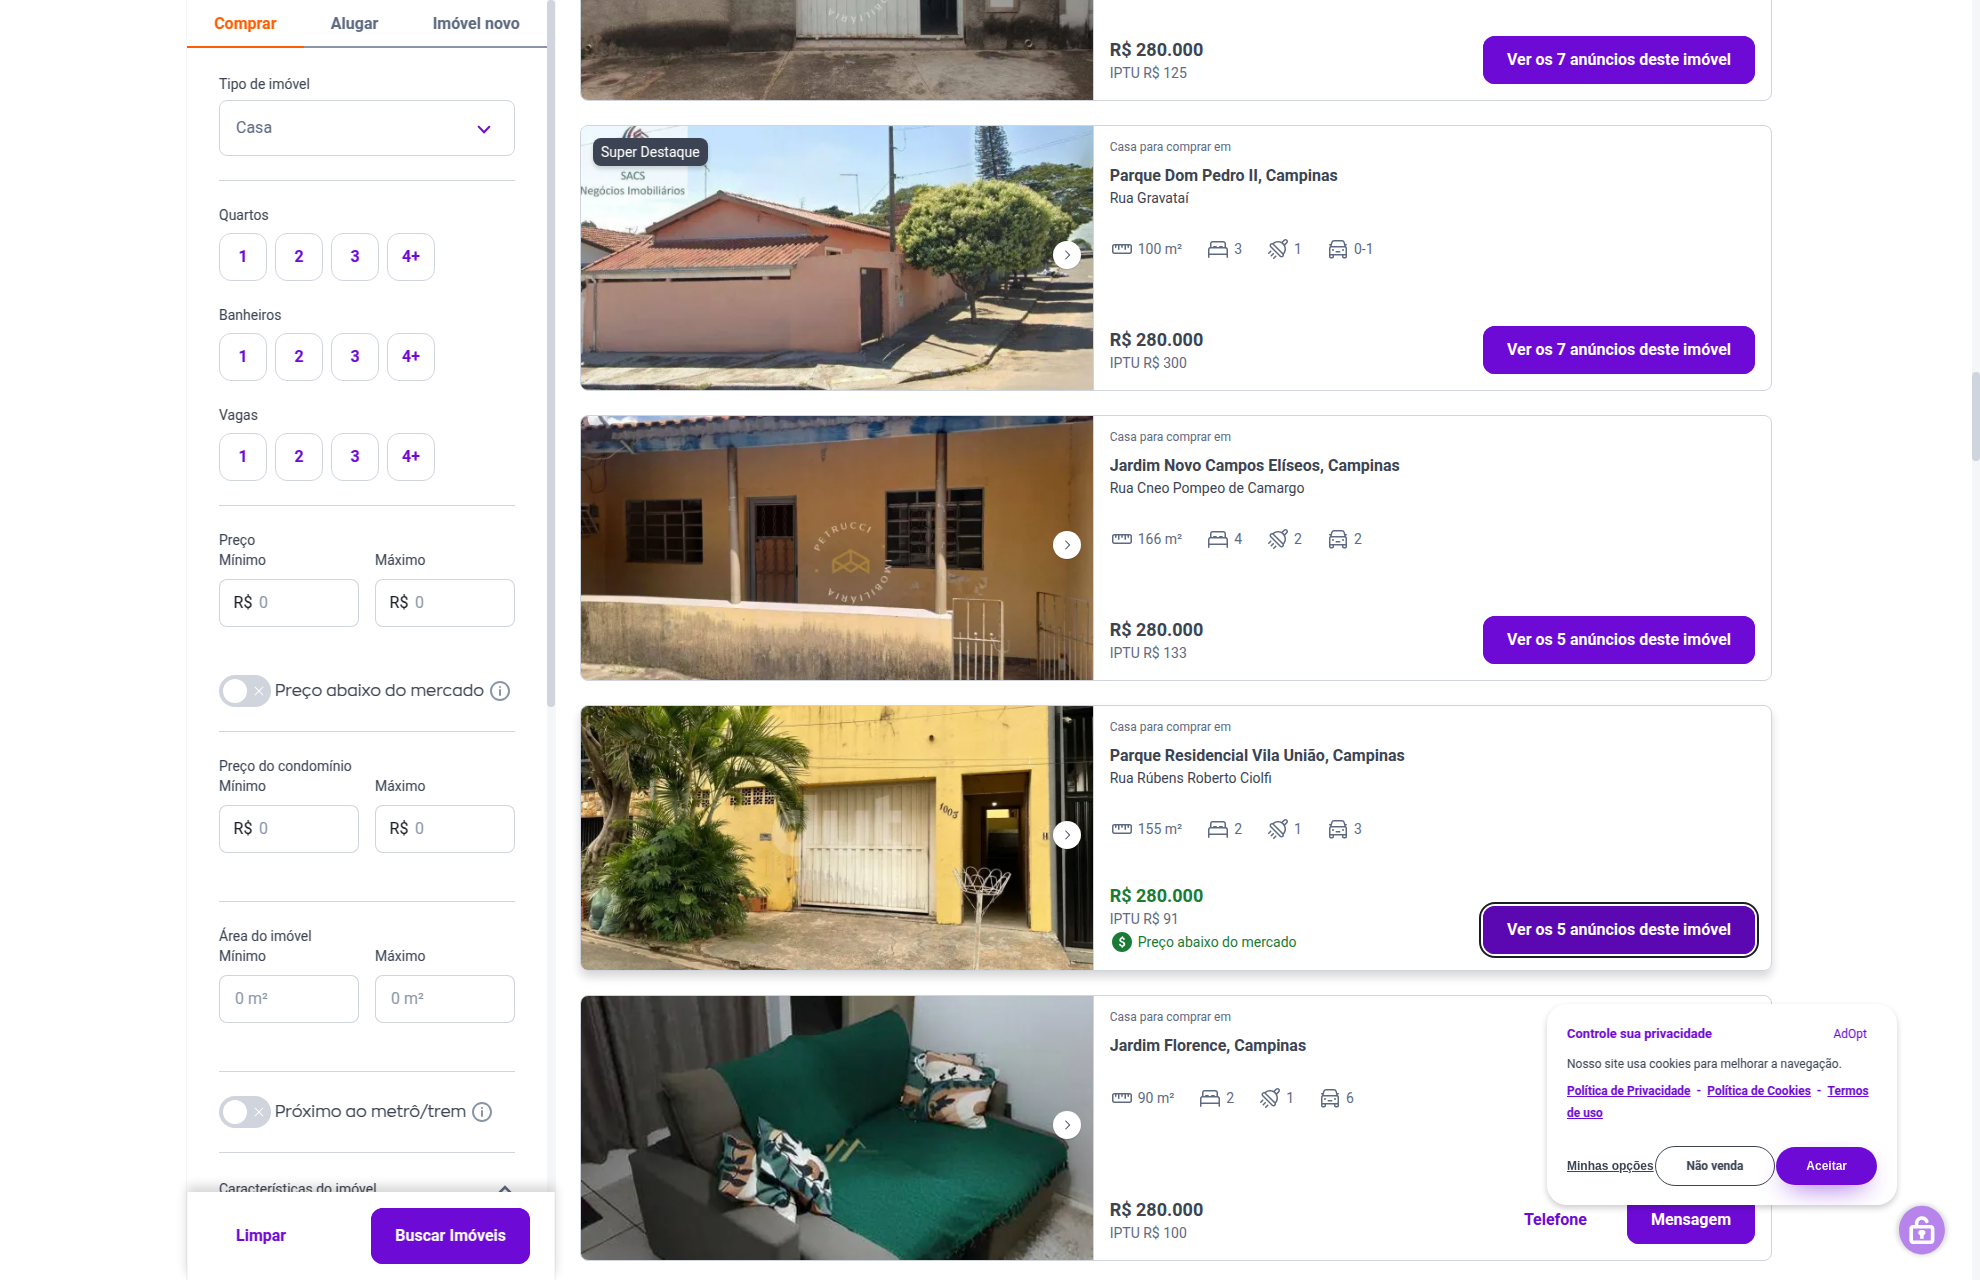 Comprar
Alugar
Imóvel novo
Tipo de imóvel
Casa
Quartos
1
2
3
4+
Banheiros
1
2
3
4+
Vagas
1
2
3
4+
Preço
Mínimo
Máximo
R$ 0
R$ 0
Preço abaixo do mercado
Preço do condomínio
Mínimo
Máximo
R$ 0
R$ 0
Área do imóvel
Mínimo
Máximo
0 m²
0 m²
Próximo ao metrô/trem
Características do imóvel
Limpar
Buscar Imóveis
R$ 280.000
IPTU R$ 125
Ver os 7 anúncios deste imóvel
Super Destaque
SACS
Negócios Imobiliários
Casa para comprar em
Parque Dom Pedro II, Campinas
Rua Gravataí
100 m²
3
1
0-1
R$ 280.000
IPTU R$ 300
Ver os 7 anúncios deste imóvel
PETRUCCI
IMOBILIÁRIA
Casa para comprar em
Jardim Novo Campos Elíseos, Campinas
Rua Cneo Pompeo de Camargo
166 m²
4
2
2
R$ 280.000
IPTU R$ 133
Ver os 5 anúncios deste imóvel
1005
Casa para comprar em
Parque Residencial Vila União, Campinas
Rua Rúbens Roberto Ciolfi
155 m²
2
1
3
R$ 280.000
IPTU R$ 91
Preço abaixo do mercado
Ver os 5 anúncios deste imóvel
Casa para comprar em
Jardim Florence, Campinas
90 m²
2
1
6
R$ 280.000
IPTU R$ 100
Telefone
Mensagem
Controle sua privacidade
AdOpt
Nosso site usa cookies para melhorar a navegação.
Política de Privacidade - Política de Cookies - Termos
de uso
Minhas opções
Não venda
Aceitar